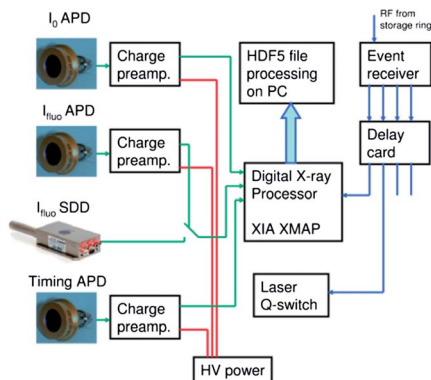 I0 APD
Charge
preamp.
HDF5 file
processing
on PC
RF from
storage ring
Event
receiver
Ifluo APD
Charge
preamp.
Delay
card
Digital X-ray
Processor
XIA XMAP
Ifluo SDD
Timing APD
Charge
preamp.
Laser
Q-switch
HV power